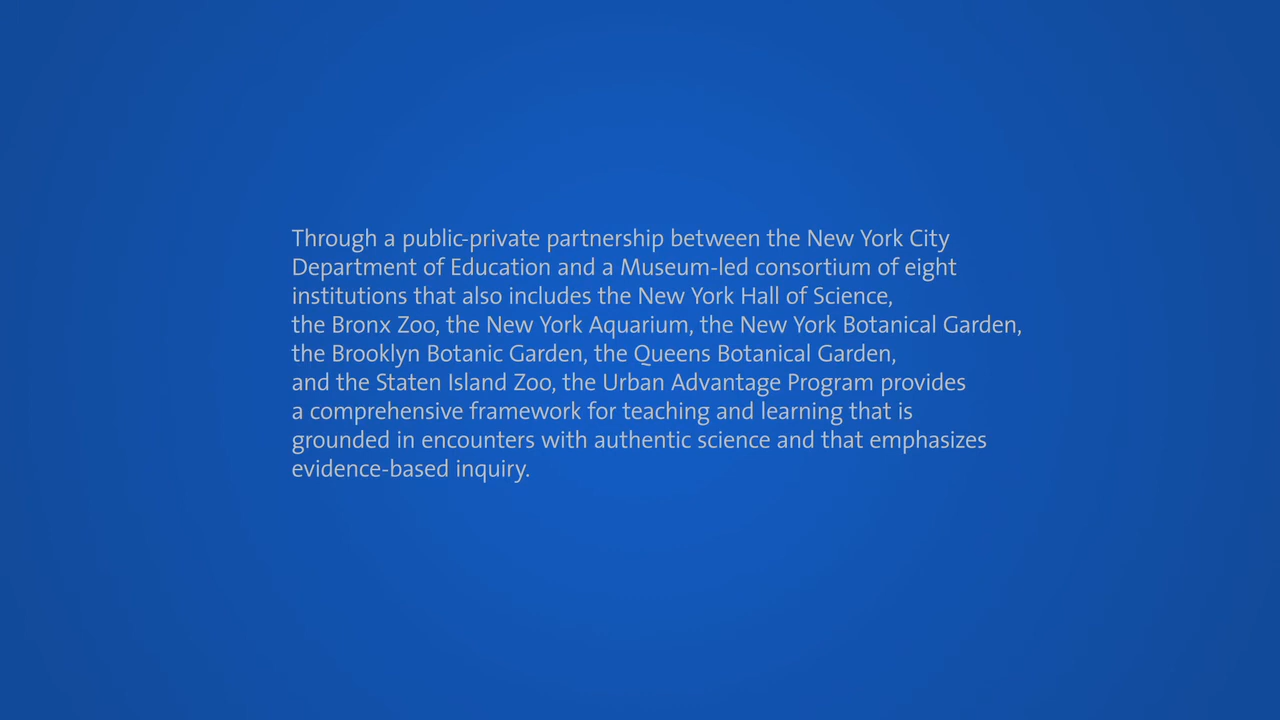 Through a public-private partnership between the New York City
Department of Education and a Museum-led consortium of eight
institutions that also includes the New York Hall of Science,
the Bronx Zoo, the New York Aquarium, the New York Botanical Garden,
the Brooklyn Botanic Garden, the Queens Botanical Garden,
and the Staten Island Zoo, the Urban Advantage Program provides
a comprehensive framework for teaching and learning that is
grounded in encounters with authentic science and that emphasizes
evidence-based inquiry.